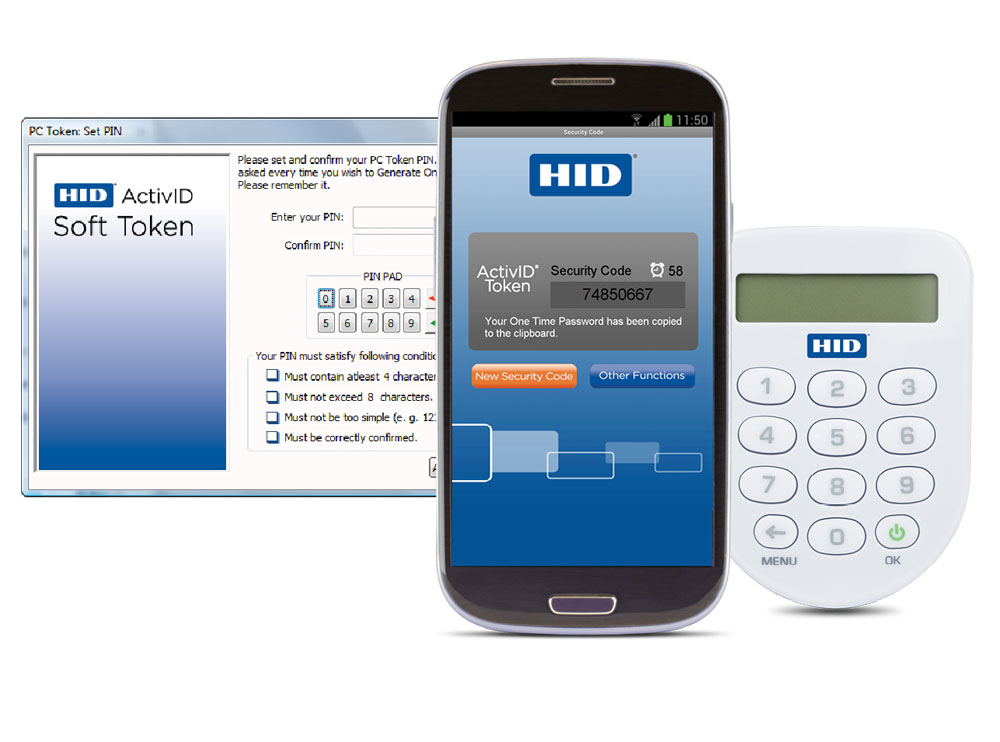 PC Token: Set PIN
HID ActivID
Soft Token
Please set and confirm your PC Token PIN.
asked every time you wish to Generate On
Please remember it.
Enter your PIN:
Confirm PIN:
PIN PAD
0 1 2 3 4
5 6 7 8 9
Your PIN must satisfy following conditio
Must contain atleast 4 character
Must not exceed 8 characters.
Must not be too simple (e. g. 12
Must be correctly confirmed.
11:50
Security Code
HID
ActivID® Token
Security Code 58
74850667
Your One Time Password has been copied
to the clipboard.
New Security Code Other Functions
HID
1 2 3
4 5 6
7 8 9
0
MENU OK